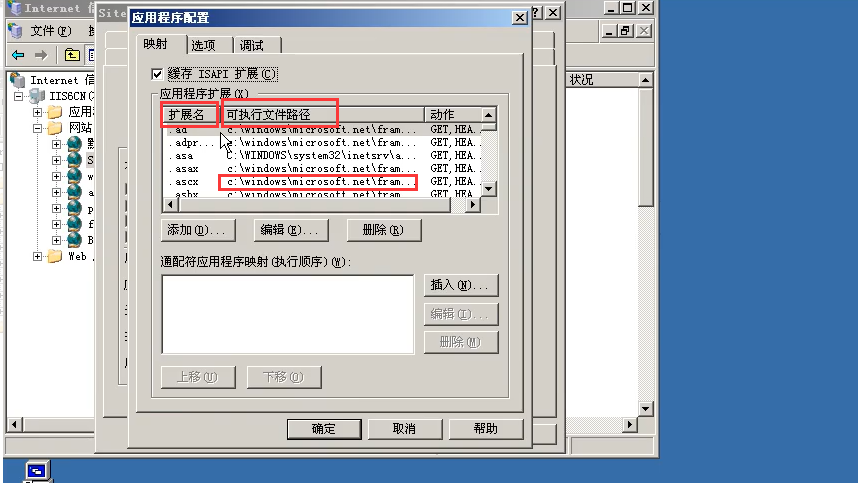 Internet
Site
应用程序配置
文件(F)
映射
选项
调试
缓存 ISAPI 扩展(C)
应用程序扩展(X)
扩展名 可执行文件路径 动作
.ad c:\windows\microsoft.net\fram... GET,HEA..
.adpr... c:\windows\microsoft.net\fram... GET,HEA..
.asa C:\WINDOWS\system32\inetsrv\a... GET,HEA..
.asax c:\windows\microsoft.net\fram... GET,HEA..
.ascx c:\windows\microsoft.net\fram... GET,HEA..
.ashx c:\windows\microsoft.net\fram GET,HEA
添加(D)...
编辑(E)...
删除(R)
通配符应用程序映射(执行顺序)(W):
插入(N)...
编辑(I)...
删除(M)
上移(U)
下移(O)
确定
取消
帮助
Internet 信
IIS6CN(
应用
网站
S
w
a
p
f
B
Web
状况